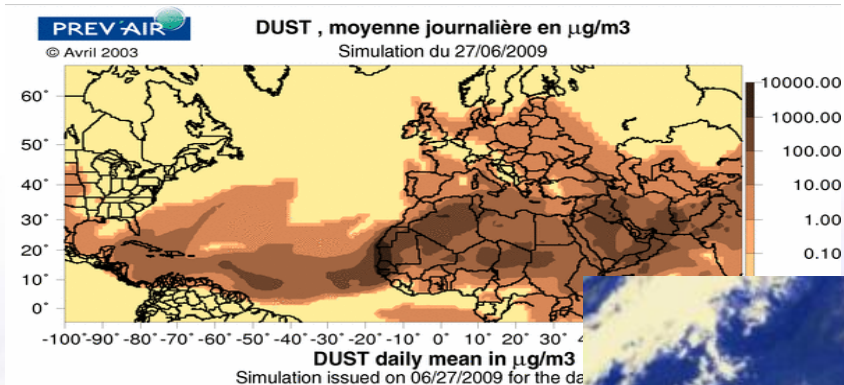 PREV'AIR
DUST , moyenne journalière en µg/m3
© Avril 2003
Simulation du 27/06/2009
60°
50°
40°
30°
20°
10°
0°
10000.00
1000.00
100.00
10.00
1.00
0.10
-100°-90° -80° -70° -60° -50° -40° -30° -20° -10° 0° 10° 20° 30°
DUST daily mean in µg/m3
Simulation issued on 06/27/2009 for the